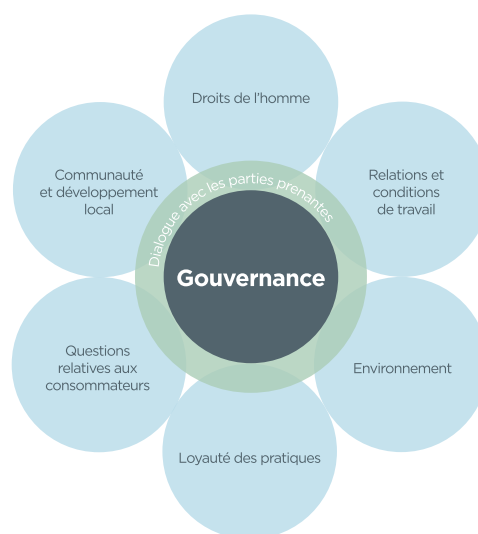 Droits de l'homme
Communauté
et développement
local
Relations et
conditions
de travail
Dialogue avec les parties prenantes
Gouvernance
Questions
relatives aux
consommateurs
Environnement
Loyauté des pratiques